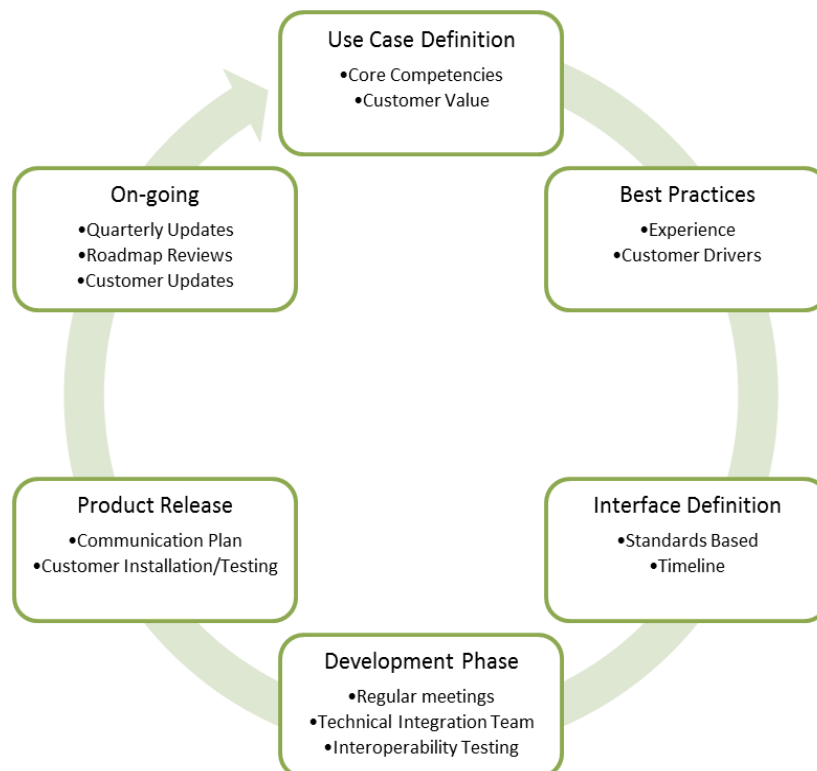 Use Case Definition
•Core Competencies
•Customer Value
Best Practices
•Experience
•Customer Drivers
Interface Definition
•Standards Based
•Timeline
Development Phase
•Regular meetings
•Technical Integration Team
•Interoperability Testing
Product Release
•Communication Plan
•Customer Installation/Testing
On-going
•Quarterly Updates
•Roadmap Reviews
•Customer Updates